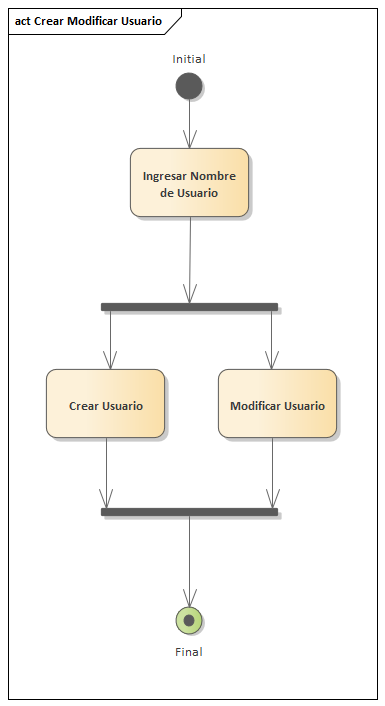 act Crear Modificar Usuario
Initial
Ingresar Nombre
de Usuario
Crear Usuario
Modificar Usuario
Final